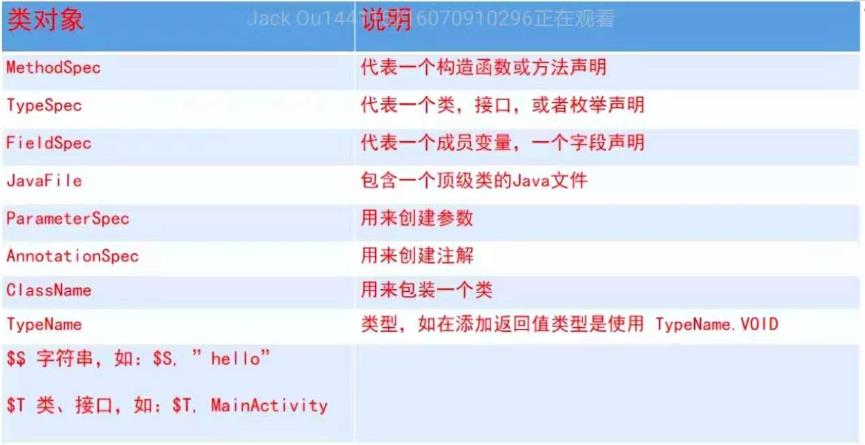 类对象 说明
Jack Ou144 6070910296正在观看
MethodSpec 代表一个构造函数或方法声明
TypeSpec 代表一个类，接口，或者枚举声明
FieldSpec 代表一个成员变量，一个字段声明
JavaFile 包含一个顶级类的Java文件
ParameterSpec 用来创建参数
AnnotationSpec 用来创建注解
ClassName 用来包装一个类
TypeName 类型，如在添加返回值类型是使用 TypeName.VOID
$S 字符串，如：$S, ”hello”
$T 类、接口，如：$T, MainActivity